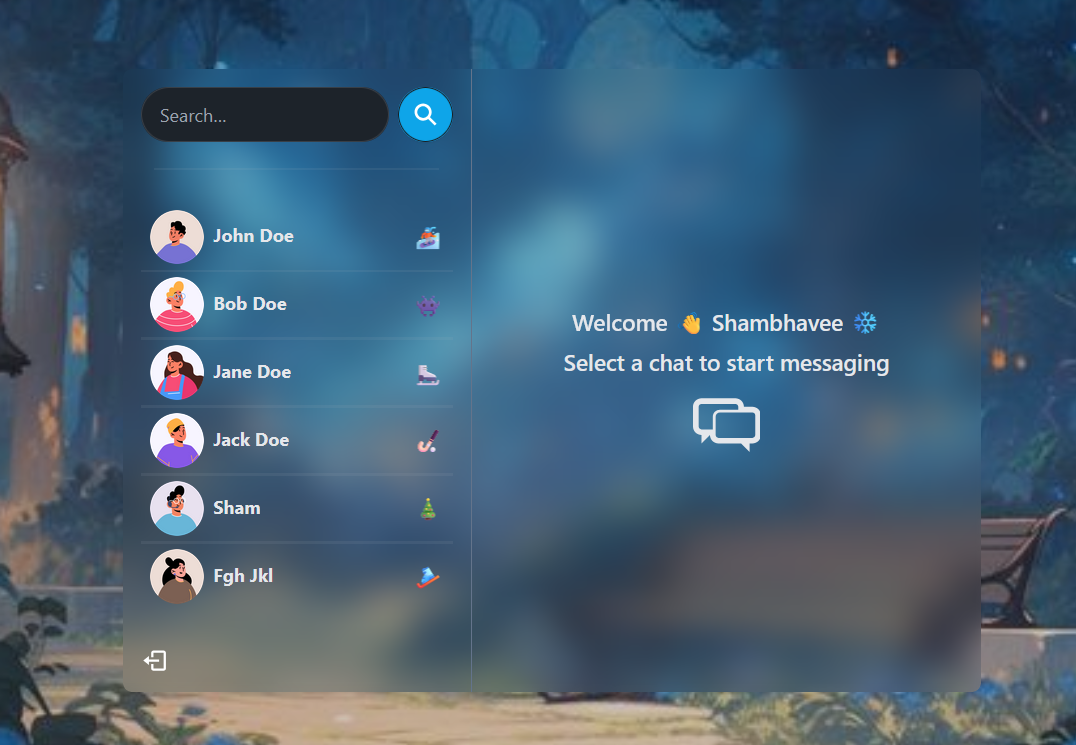 Search...
John Doe 🏂
Bob Doe 👾
Jane Doe ⛸️
Jack Doe 🏑
Sham 🎄
Fgh Jkl 🎿
Welcome 👋 Shambhavee ❄️
Select a chat to start messaging